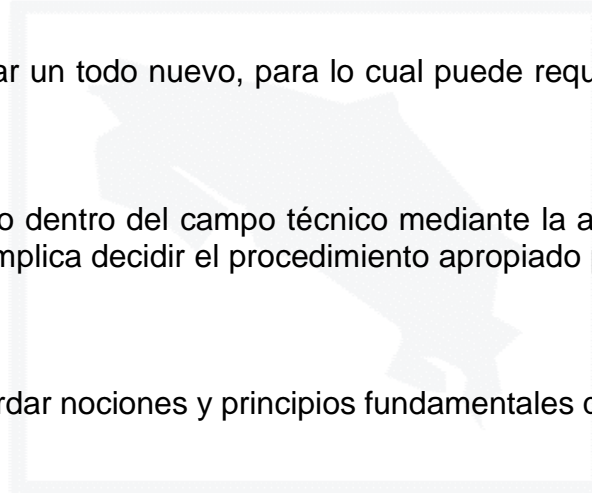 ar un todo nuevo, para lo cual puede requ
o dentro del campo técnico mediante la a
mplica decidir el procedimiento apropiado
rdar nociones y principios fundamentales